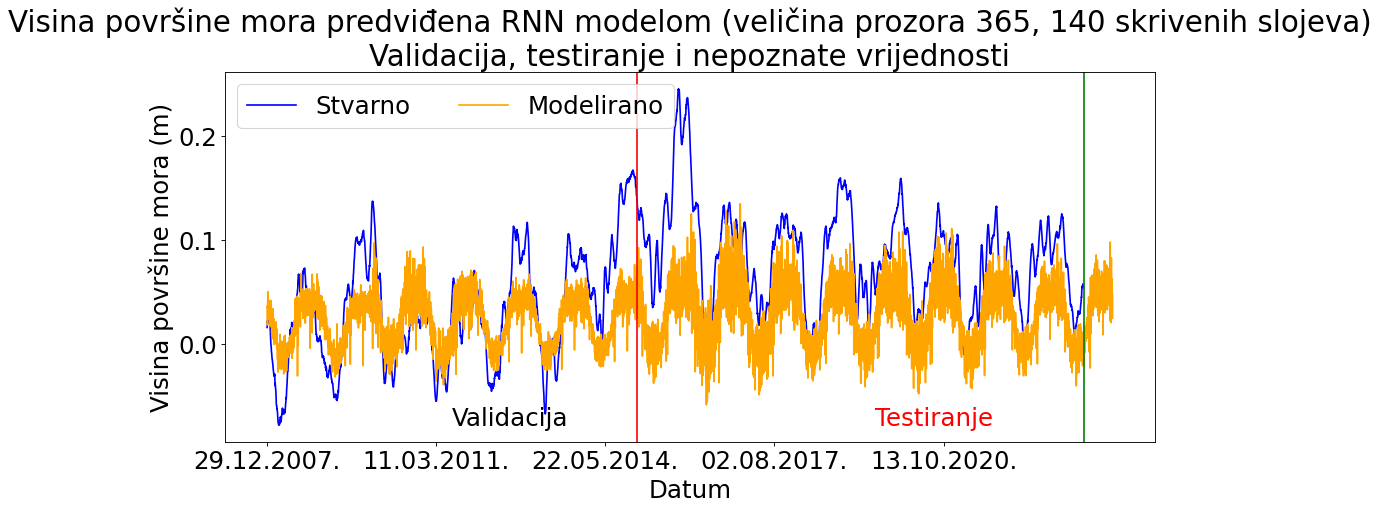 Visina površine mora predviđena RNN modelom (veličina prozora 365, 140 skrivenih slojeva)
Validacija, testiranje i nepoznate vrijednosti
Stvarno
Modelirano
Visina površine mora (m)
0.2
0.1
0.0
Validacija
Testiranje
29.12.2007.
11.03.2011.
22.05.2014.
02.08.2017.
13.10.2020.
Datum